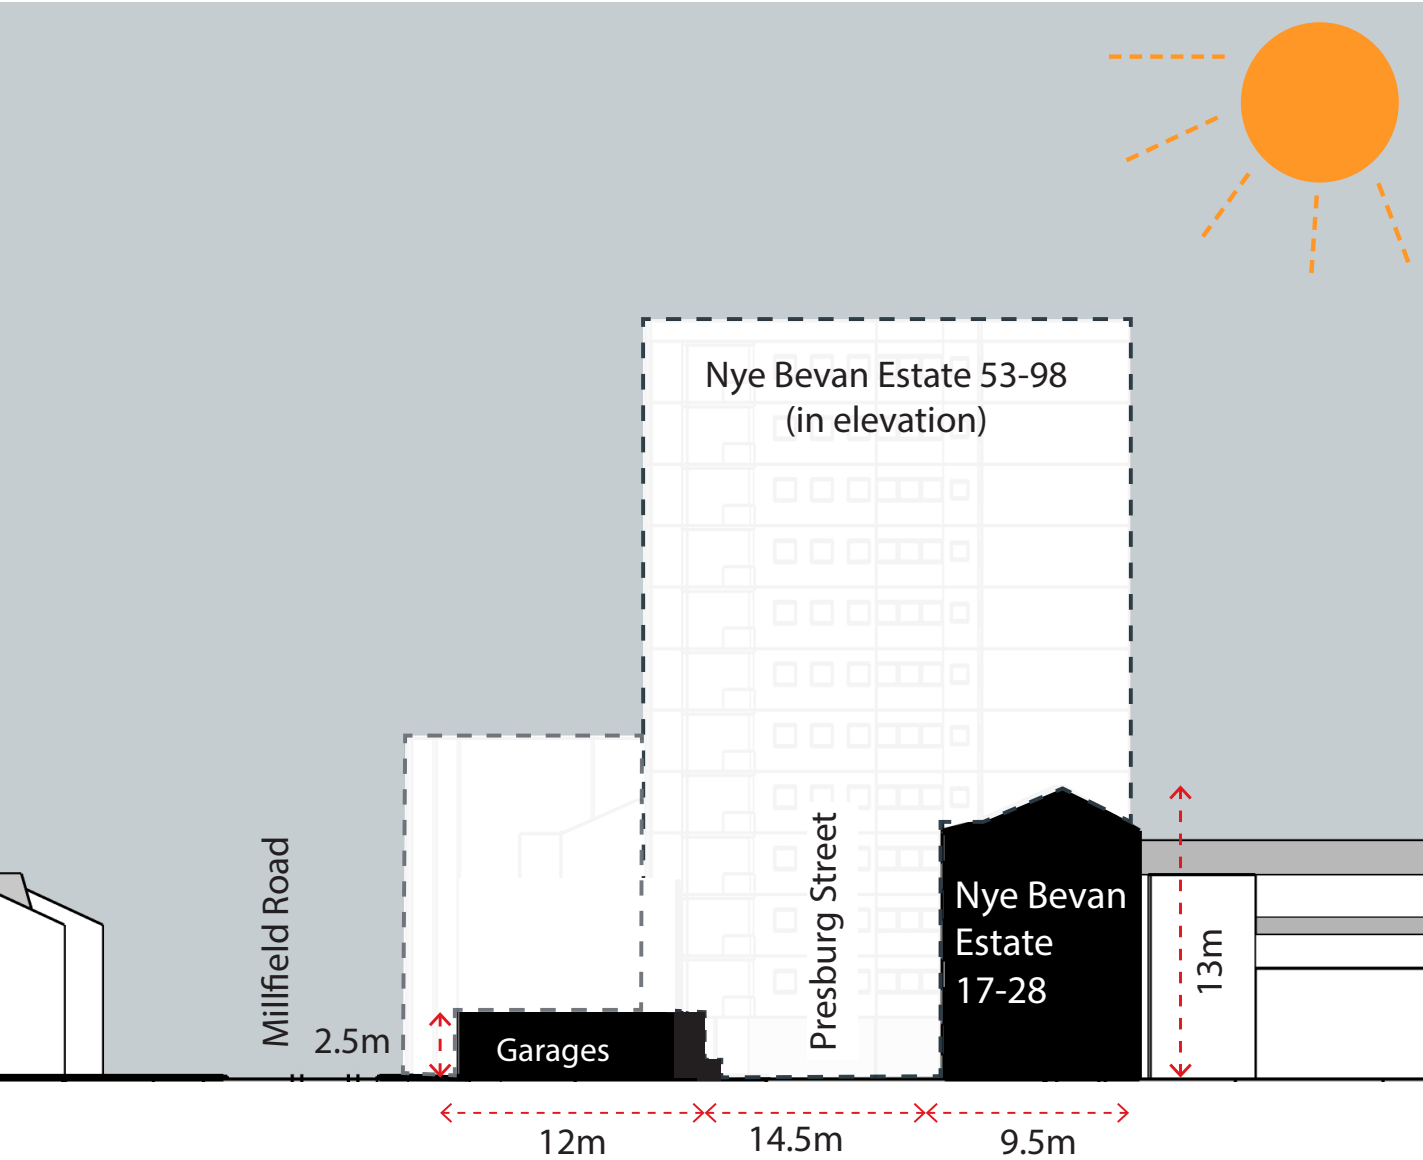 Nye Bevan Estate 53-98
(in elevation)
Millfield Road
2.5m
Garages
Presburg Street
Nye Bevan
Estate
17-28
13m
12m
14.5m
9.5m